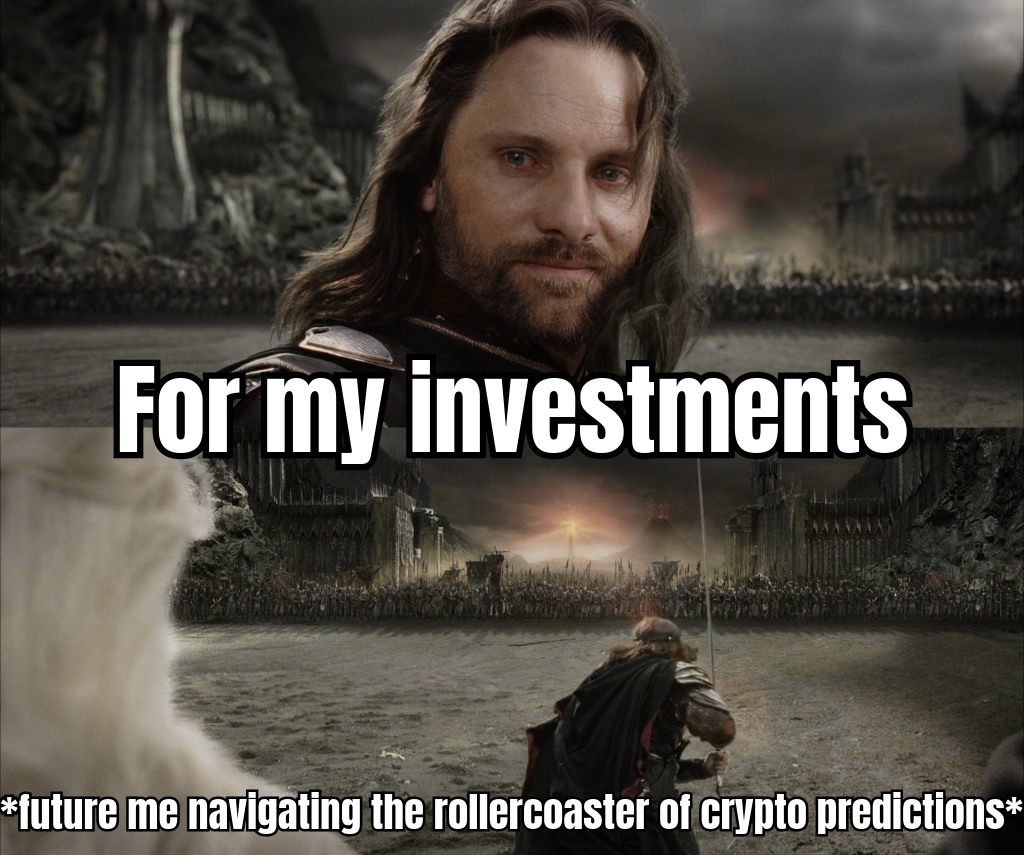 For my investments
*future me navigating the rollercoaster of crypto predictions*